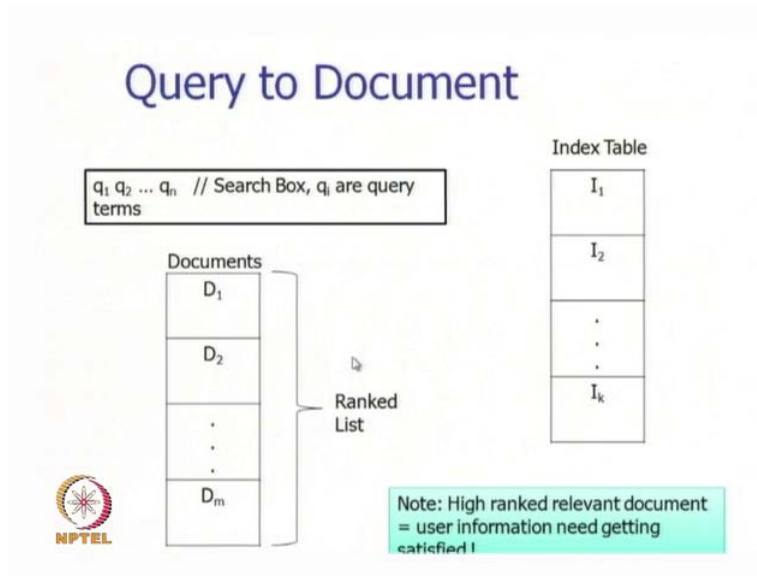 Query to Document
Index Table
q₁ q₂ ... qₙ // Search Box, qᵢ are query
terms
I₁
I₂
.
.
.
Iₖ
Documents
D₁
D₂
.
.
.
Dₘ
Ranked
List
Note: High ranked relevant document
= user information need getting
satisfied !
NPTEL